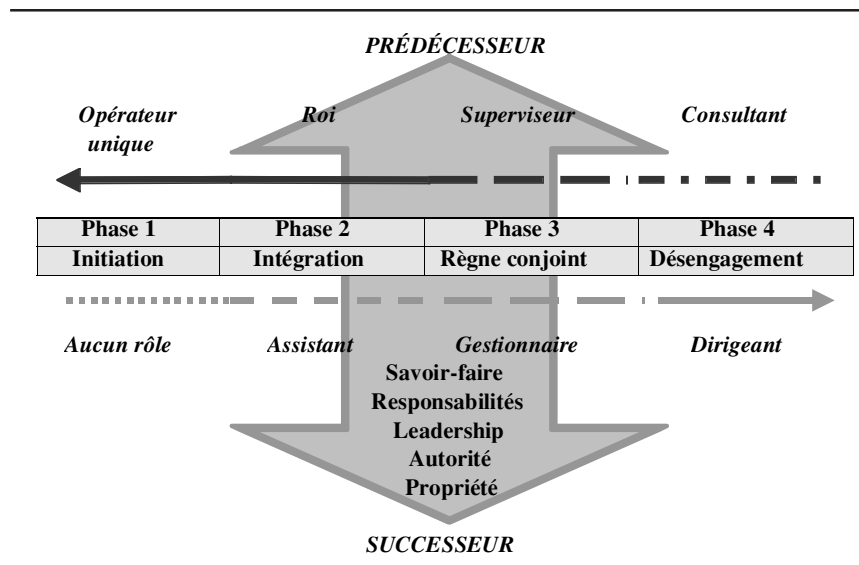 PRÉDÉCESSEUR
Opérateur Roi Superviseur Consultant
unique
Phase 1 Phase 2 Phase 3 Phase 4
Initiation Intégration Règne conjoint Désengagement
Aucun rôle Assistant Gestionnaire Dirigeant
Savoir-faire
Responsabilités
Leadership
Autorité
Propriété
SUCCESSEUR